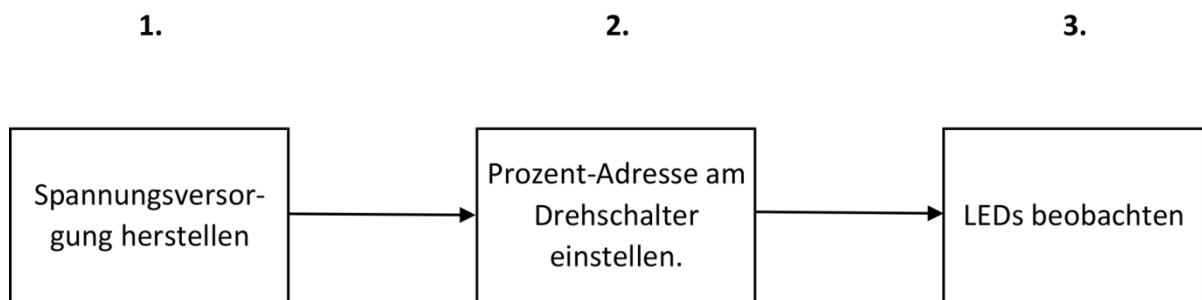 1. 2. 3.
Spannungsversor-
gung herstellen
Prozent-Adresse am
Drehschalter
einstellen.
LEDs beobachten